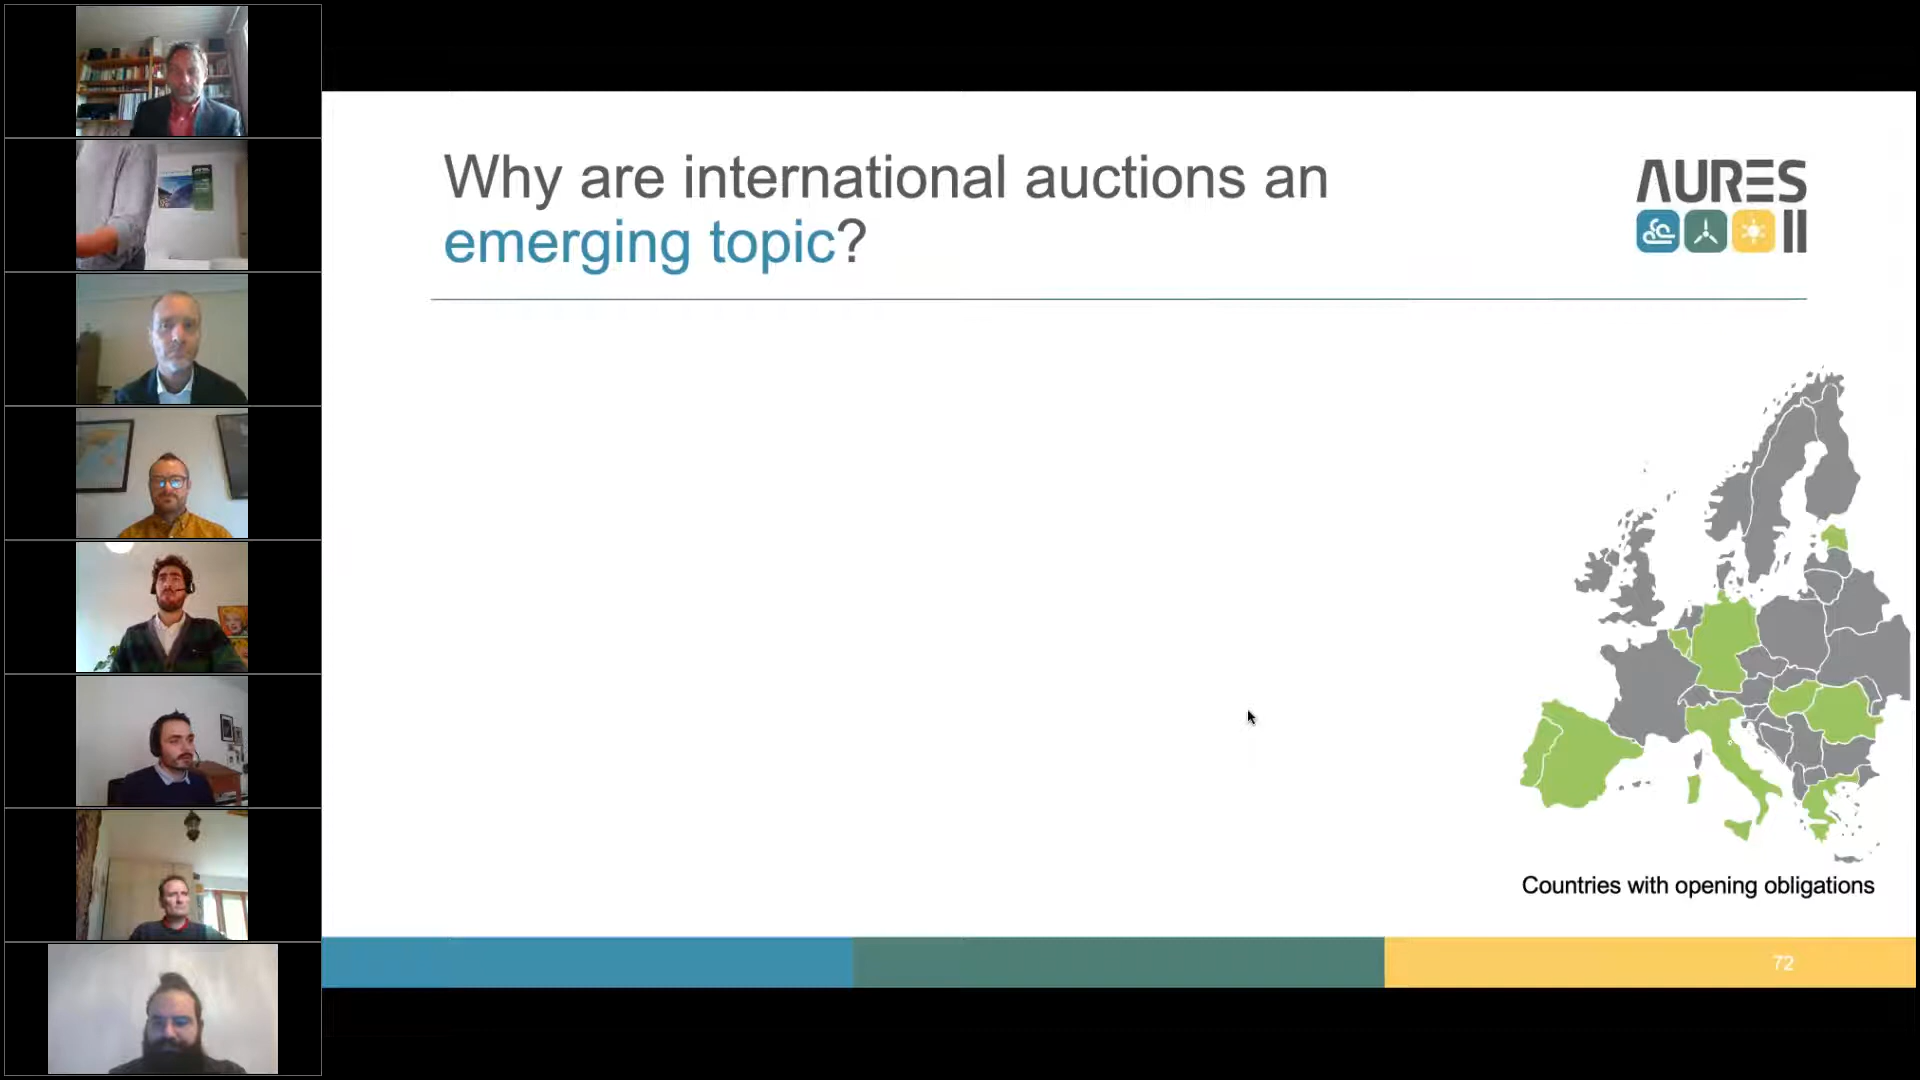 Why are international auctions an
emerging topic?
AURES
II
Countries with opening obligations
72